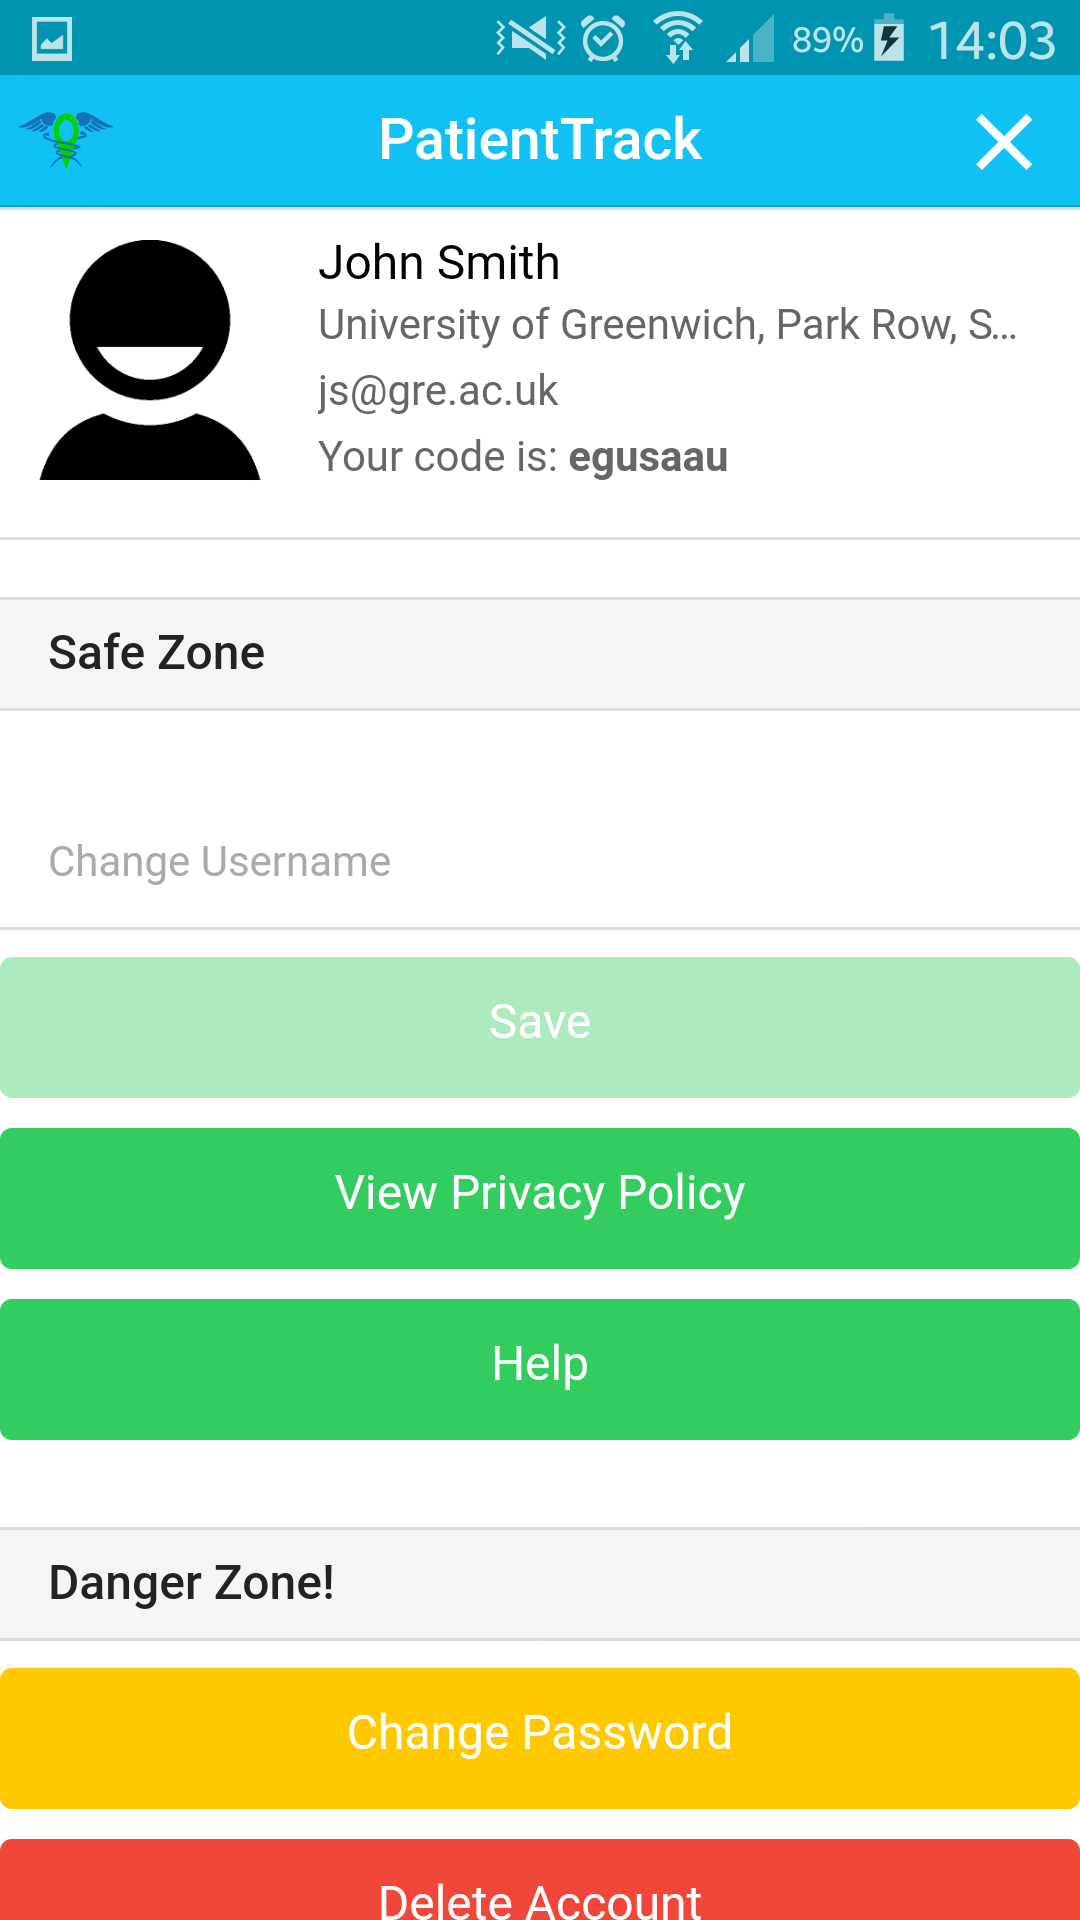 89% 14:03
PatientTrack
John Smith
University of Greenwich, Park Row, S...
js@gre.ac.uk
Your code is: egusaau
Safe Zone
Change Username
Save
View Privacy Policy
Help
Danger Zone!
Change Password
Delete Account